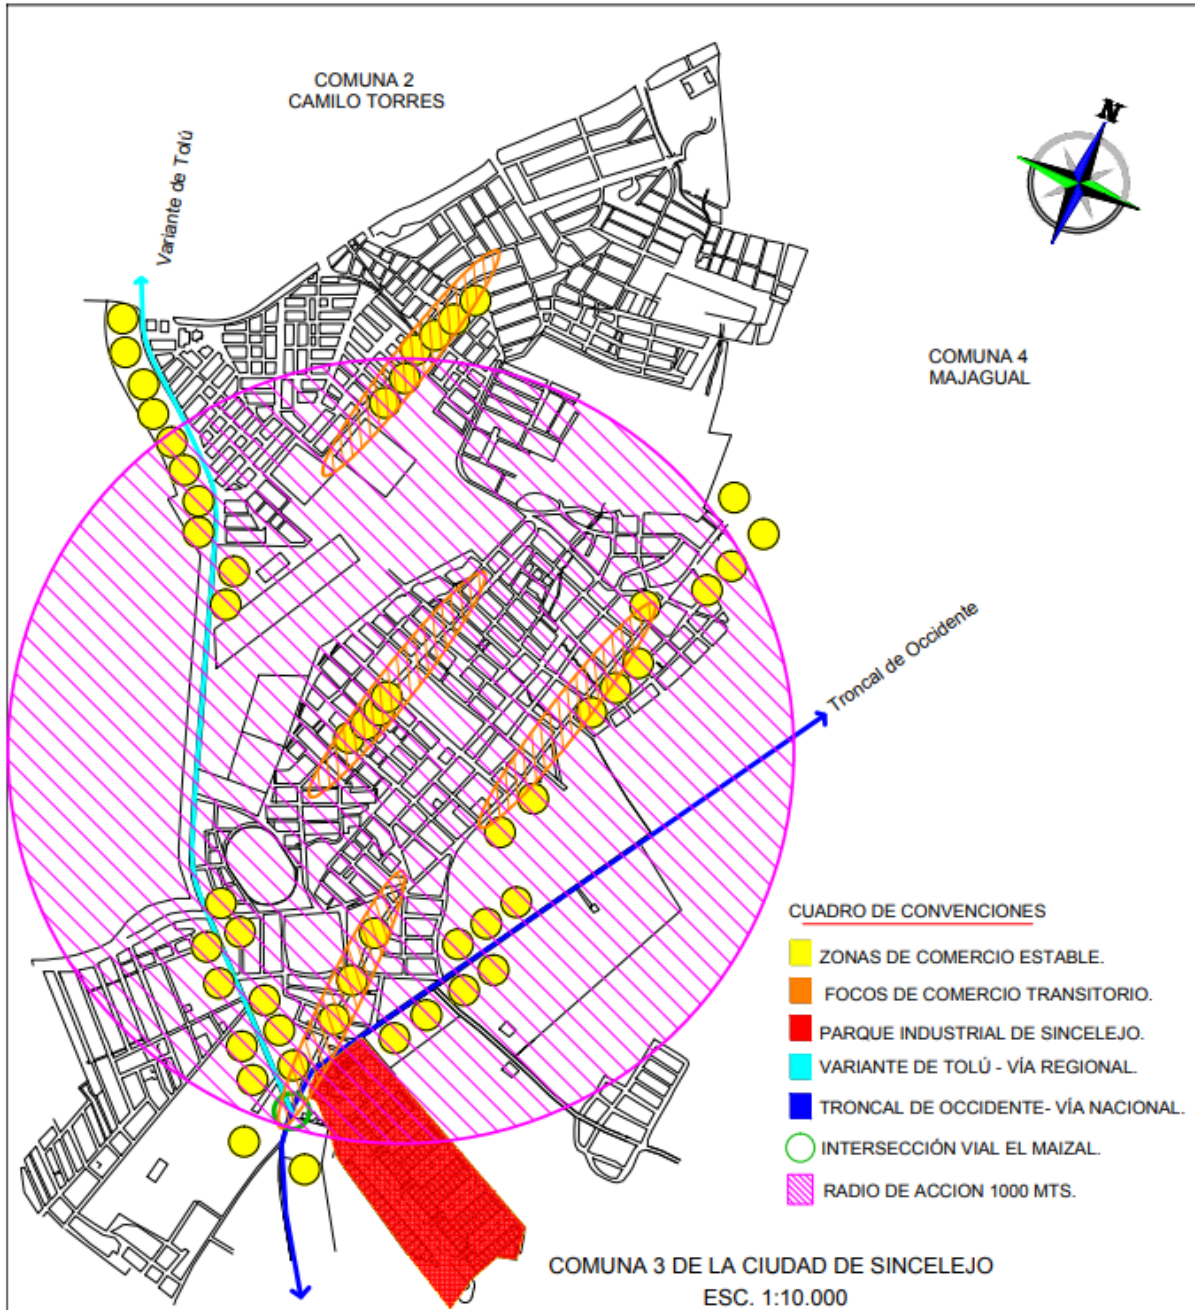 COMUNA 2
CAMILO TORRES
N
Variante de Tolú
COMUNA 4
MAJAGUAL
Troncal de Occidente
CUADRO DE CONVENCIONES
ZONAS DE COMERCIO ESTABLE.
FOCOS DE COMERCIO TRANSITORIO.
PARQUE INDUSTRIAL DE SINCELEJO.
VARIANTE DE TOLÚ - VÍA REGIONAL.
TRONCAL DE OCCIDENTE- VÍA NACIONAL.
INTERSECCIÓN VIAL EL MAIZAL.
RADIO DE ACCION 1000 MTS.
COMUNA 3 DE LA CIUDAD DE SINCELEJO
ESC. 1:10.000